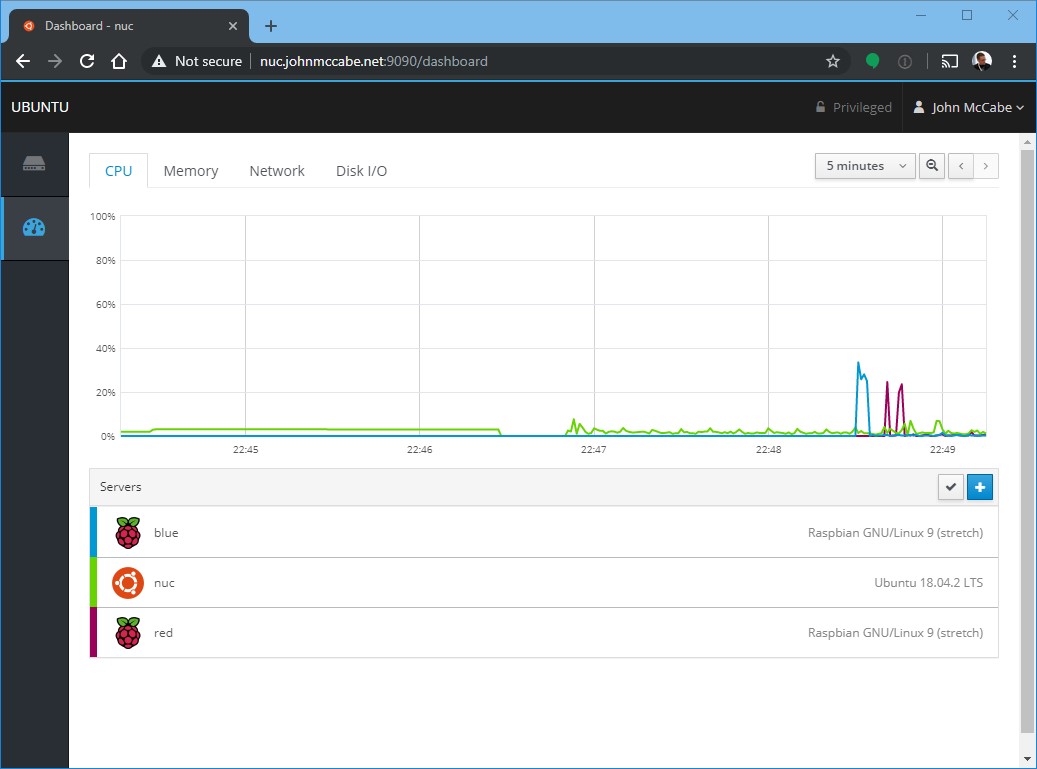 Dashboard - nuc
Not secure nuc.johnmccabe.net:9090/dashboard
UBUNTU Privileged John McCabe
CPU Memory Network Disk I/O 5 minutes
100%
80%
60%
40%
20%
0%
22:45 22:46 22:47 22:48 22:49
Servers
blue Raspbian GNU/Linux 9 (stretch)
nuc Ubuntu 18.04.2 LTS
red Raspbian GNU/Linux 9 (stretch)